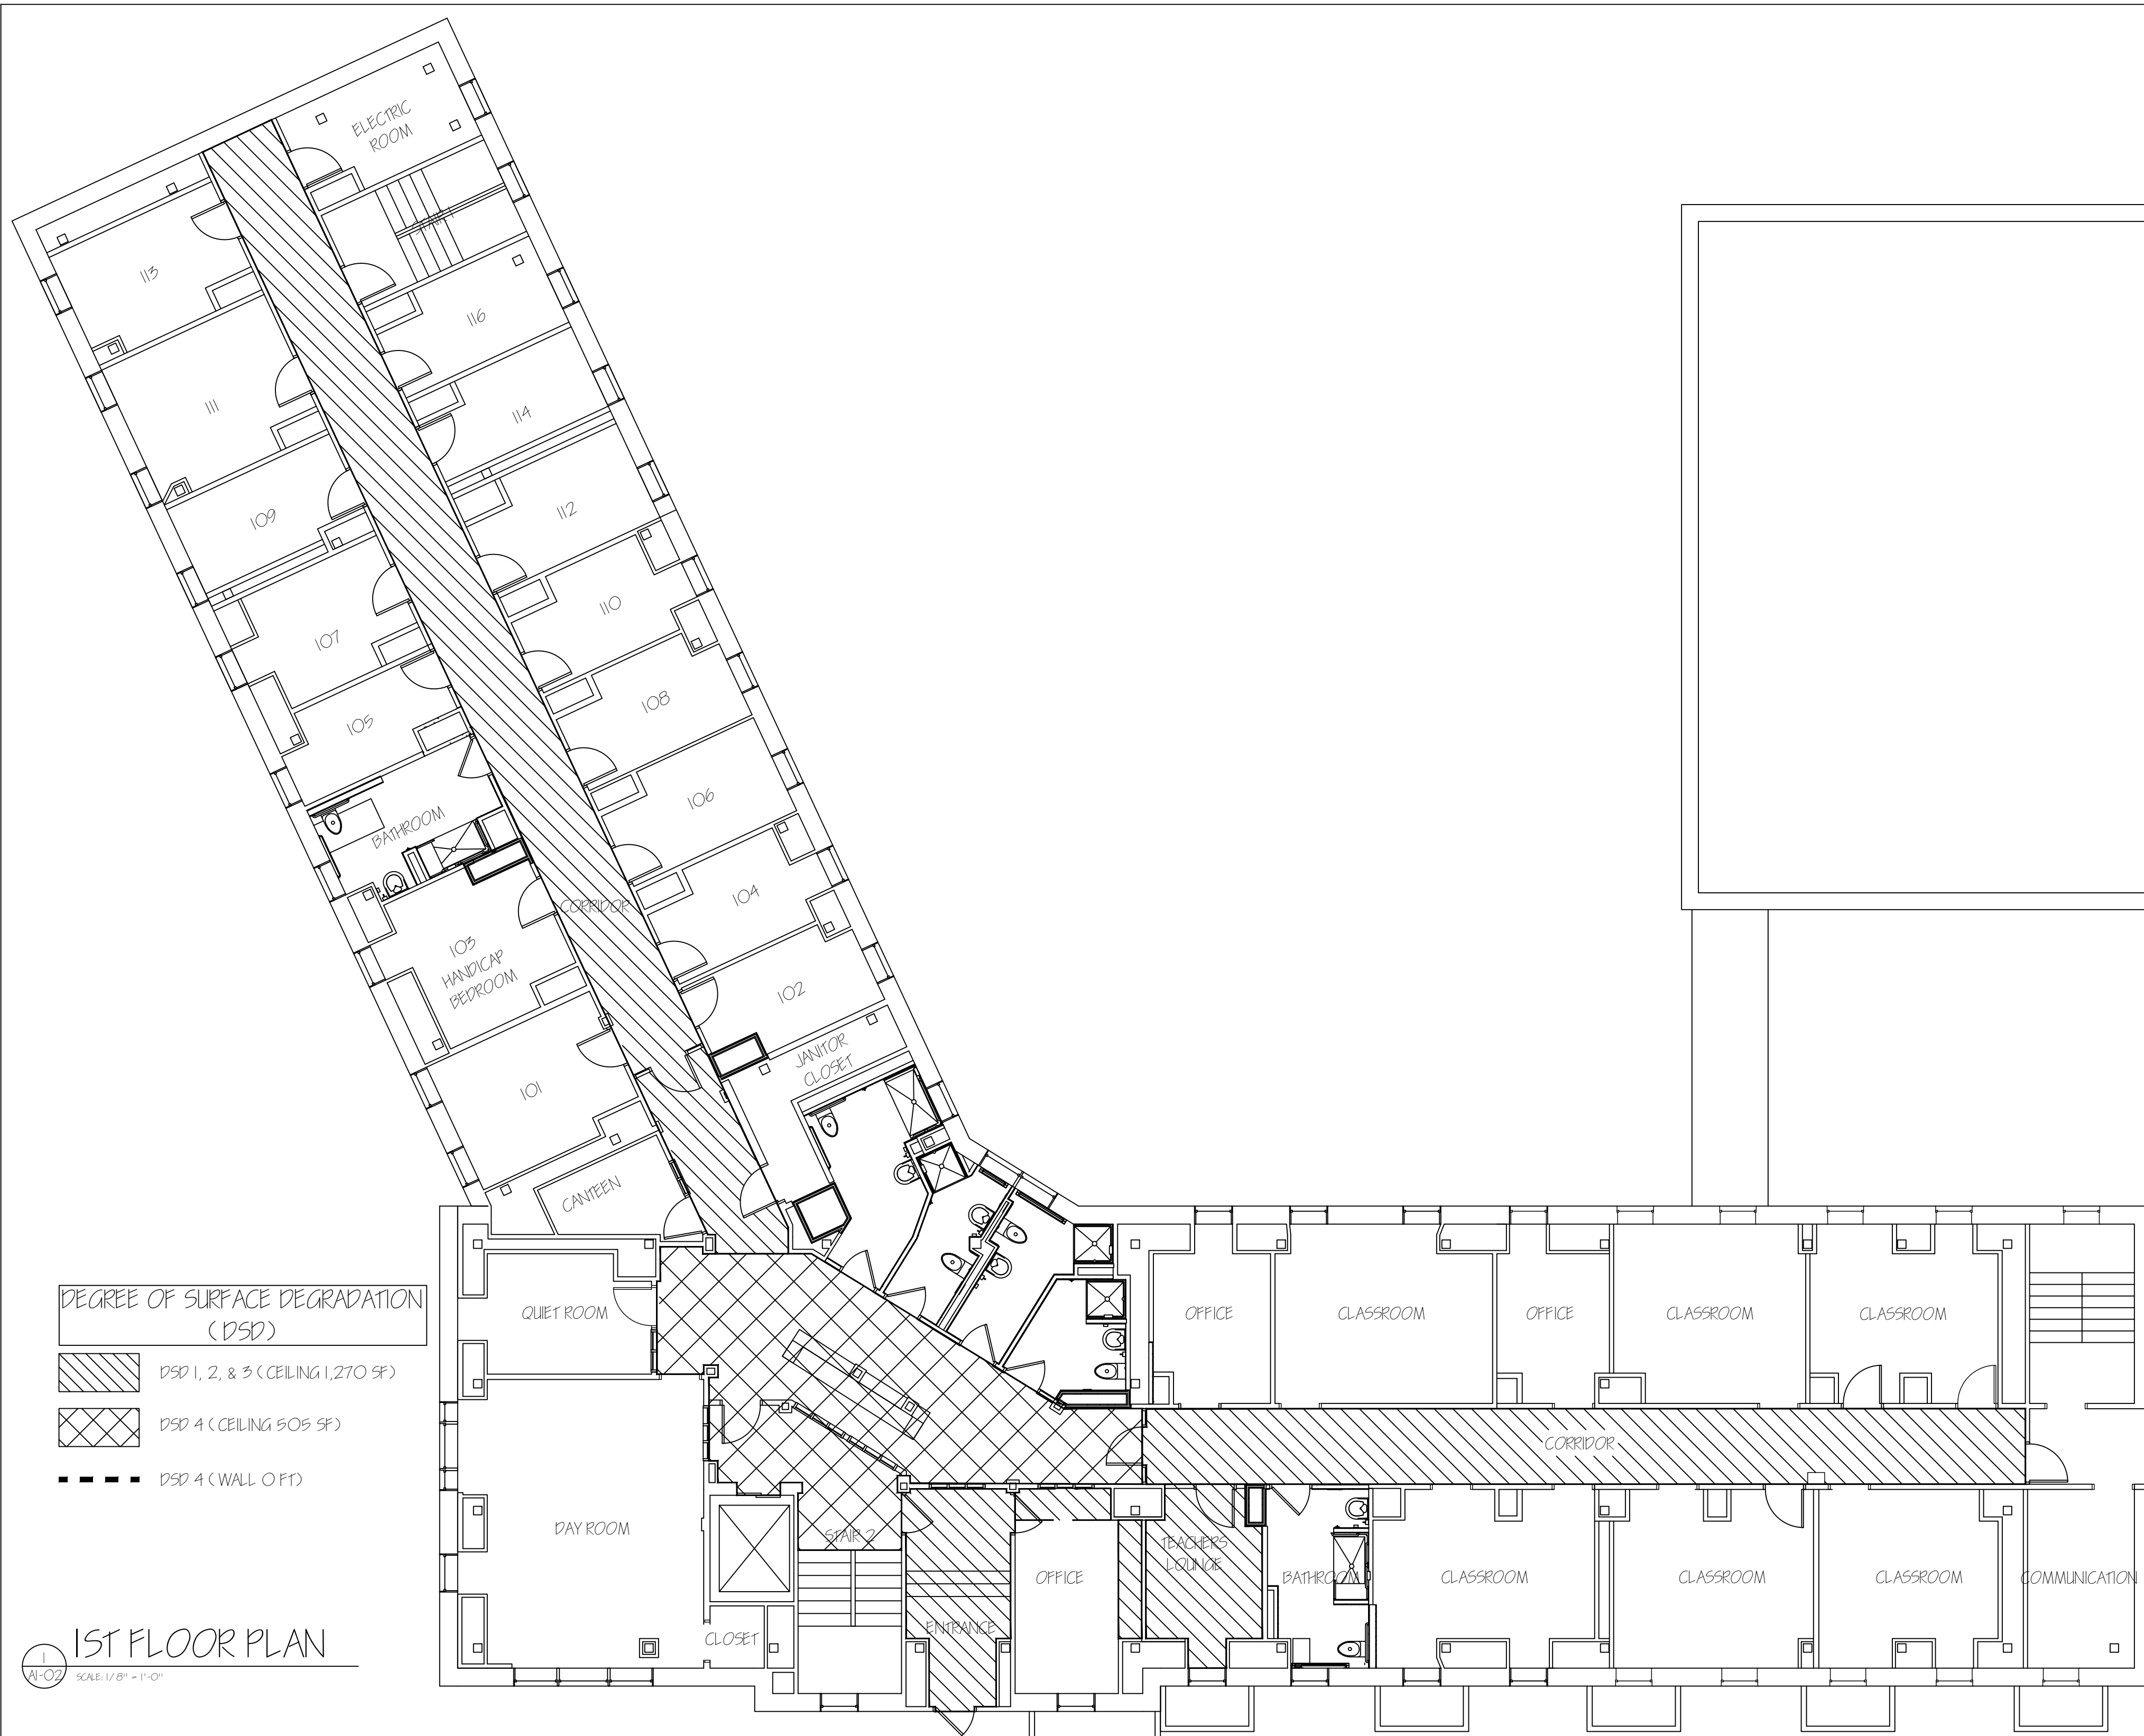 ELECTRIC
ROOM
113
116
111
114
109
112
107
110
105
108
BATHROOM
106
CORRIDOR
104
103
HANDICAP
BEDROOM
102
101
JANITOR
CLOSET
CANTEEN
QUIET ROOM
OFFICE
CLASSROOM
OFFICE
CLASSROOM
CLASSROOM
CORRIDOR
DEGREE OF SURFACE DEGRADATION
(DSD)
DSD 1, 2, & 3 (CEILING 1,270 SF)
DSD 4 (CEILING 505 SF)
DSD 4 (WALL 0 FT)
DAY ROOM
STAIR 2
TEACHERS
LOUNGE
OFFICE
BATHROOM
CLASSROOM
CLASSROOM
CLASSROOM
COMMUNICATION
ENTRANCE
CLOSET
1
A1-02
1ST FLOOR PLAN
SCALE: 1/8" = 1'-0"